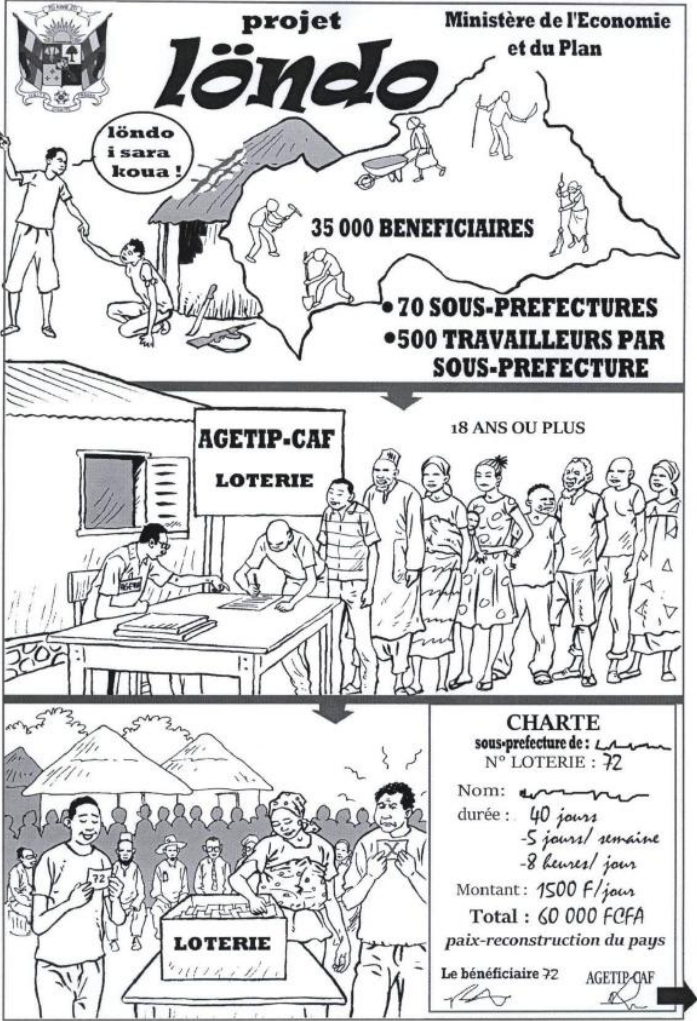 projet
löndo
Ministère de l'Economie
et du Plan
löndo
i sara
koua !
35 000 BENEFICIAIRES
•70 SOUS-PREFECTURES
•500 TRAVAILLEURS PAR
SOUS-PREFECTURE
AGETIP-CAF
LOTERIE
18 ANS OU PLUS
AGETIP
72
LOTERIE
CHARTE
sous-prefecture de :
N° LOTERIE : 72
Nom:
durée : 40 jours
-5 jours/ semaine
-8 heures/ jour
Montant : 1500 F/jour
Total : 60 000 FCFA
paix-reconstruction du pays
Le bénéficiaire 72
AGETIP-CAF